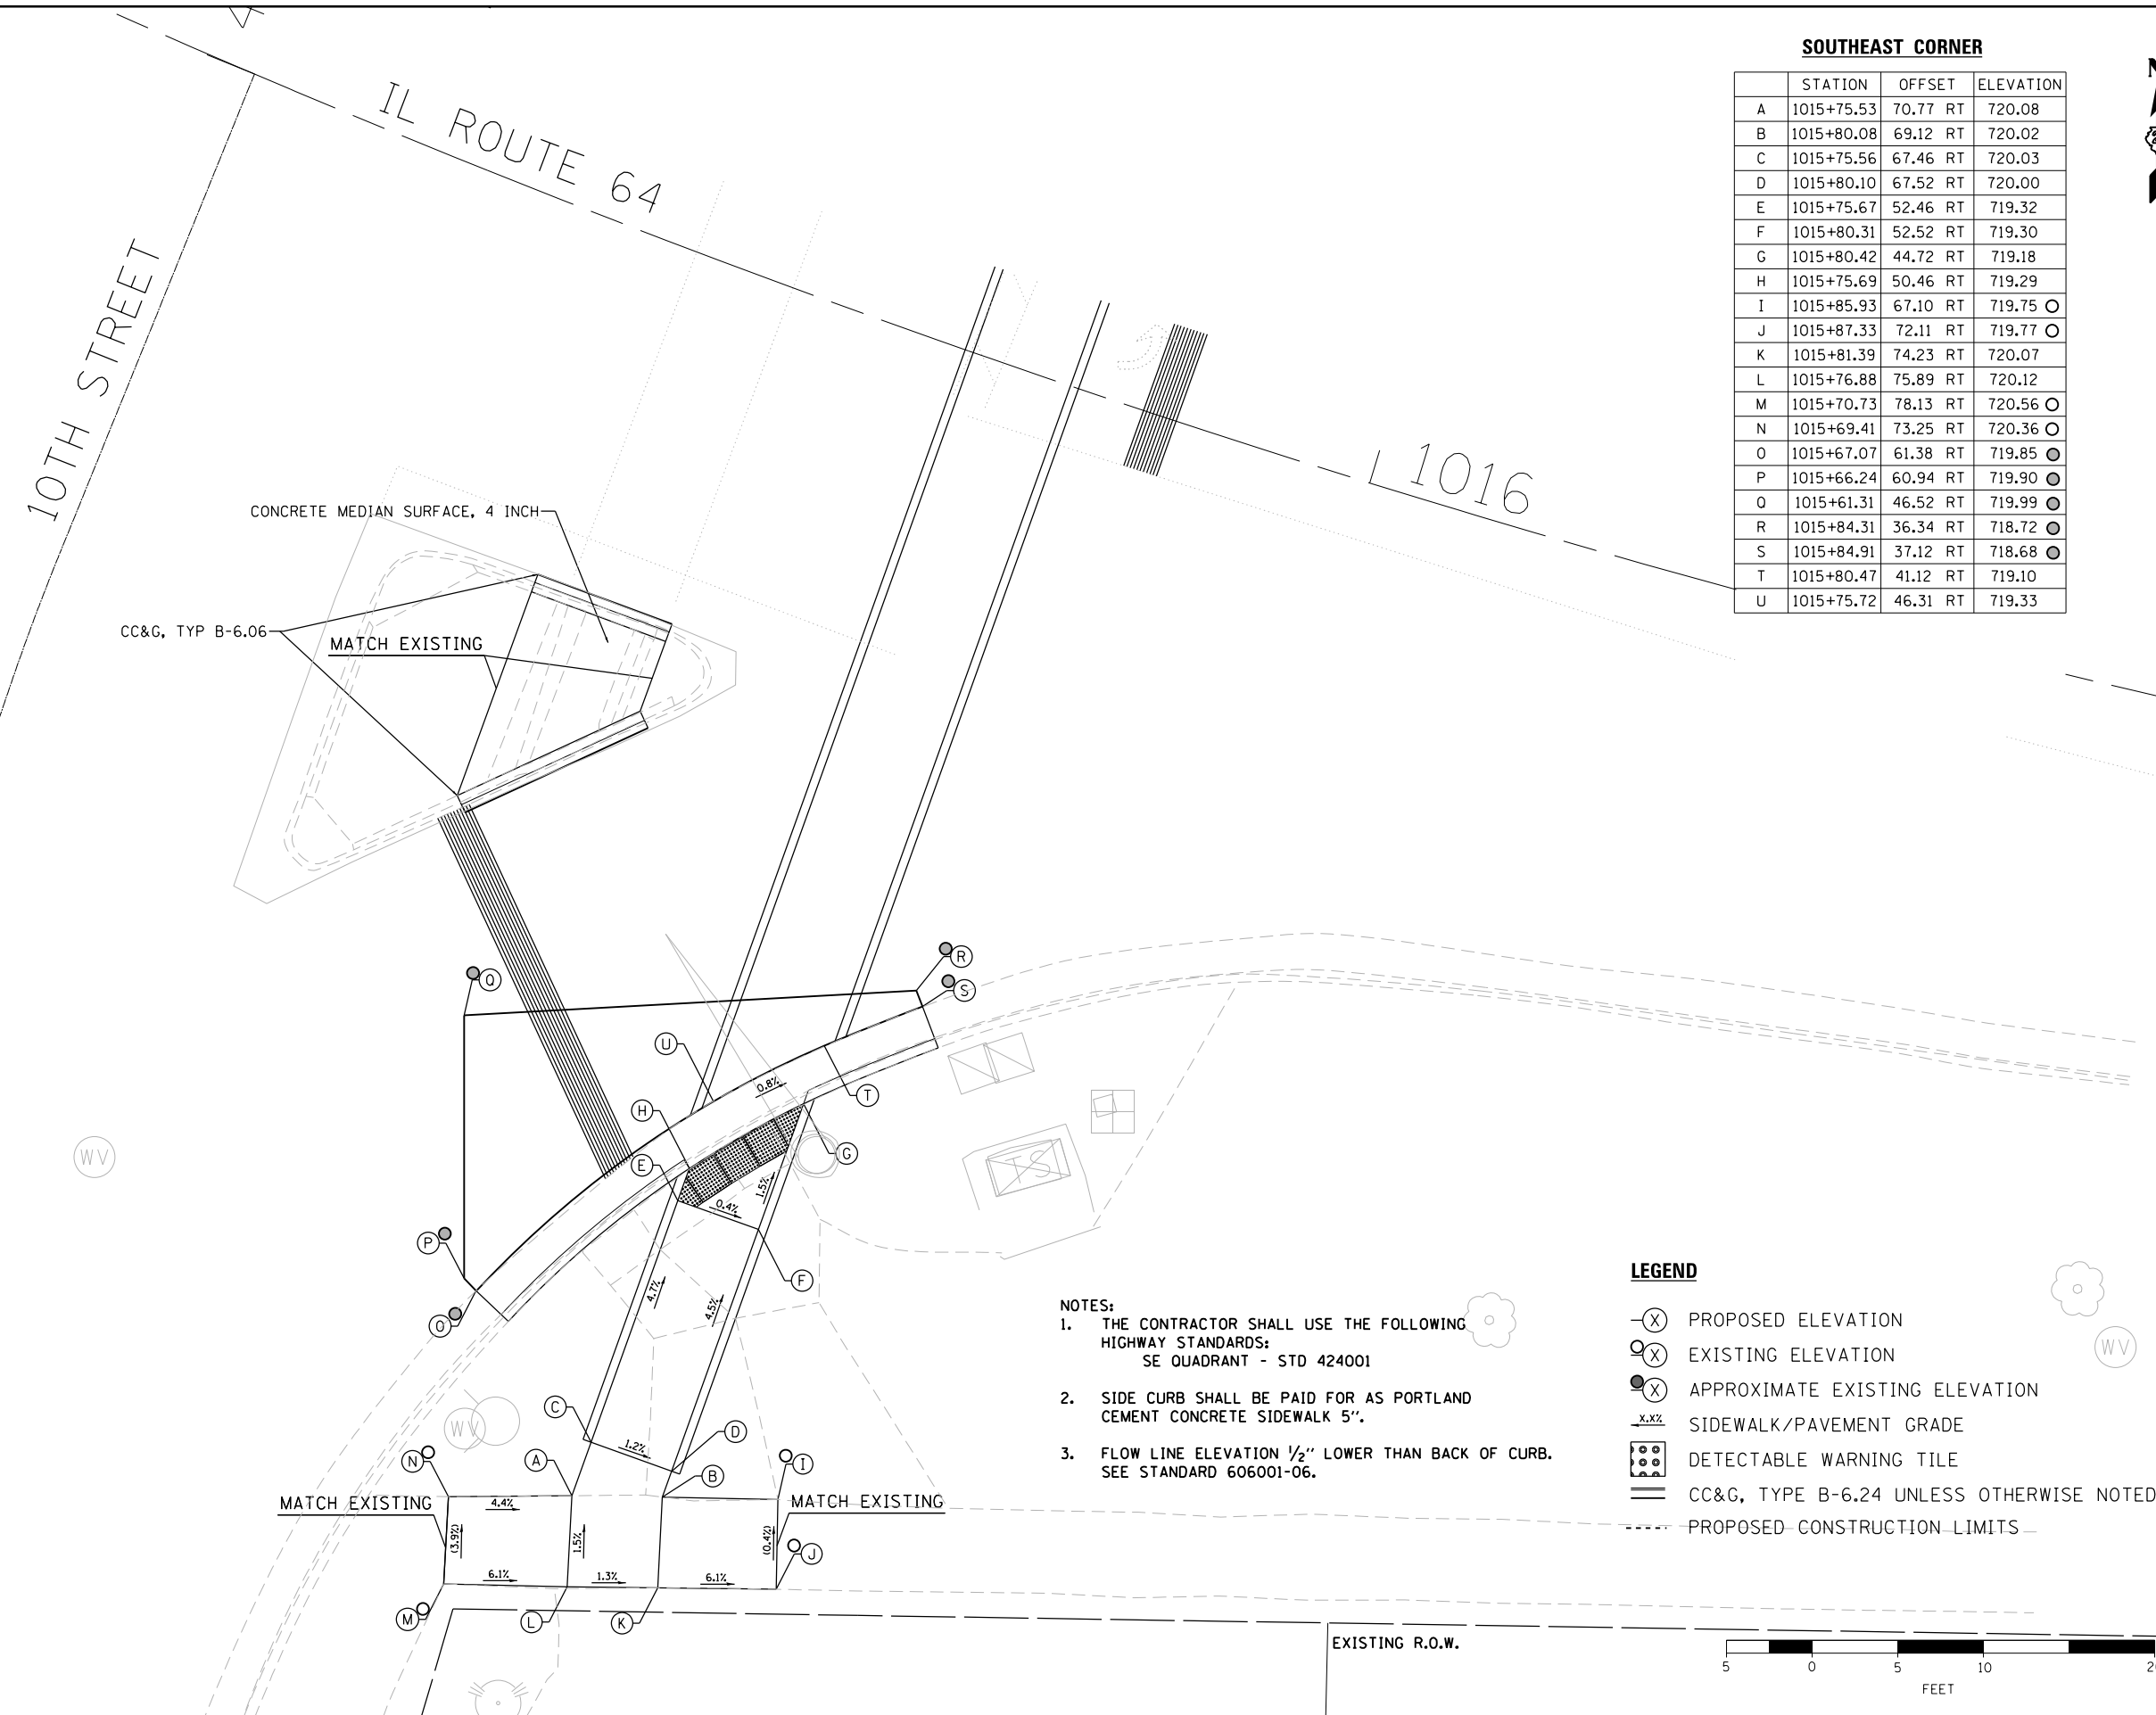 SOUTHEAST CORNER
STATION OFFSET ELEVATION
A 1015+75.53 70.77 RT 720.08
B 1015+80.08 69.12 RT 720.02
C 1015+75.56 67.46 RT 720.03
D 1015+80.10 67.52 RT 720.00
E 1015+75.67 52.46 RT 719.32
F 1015+80.31 52.52 RT 719.30
G 1015+80.42 44.72 RT 719.18
H 1015+75.69 50.46 RT 719.29
I 1015+85.93 67.10 RT 719.75
J 1015+87.33 72.11 RT 719.77
K 1015+81.39 74.23 RT 720.07
L 1015+76.88 75.89 RT 720.12
M 1015+70.73 78.13 RT 720.56
N 1015+69.41 73.25 RT 720.36
O 1015+67.07 61.38 RT 719.85
P 1015+66.24 60.94 RT 719.90
Q 1015+61.31 46.52 RT 719.99
R 1015+84.31 36.34 RT 718.72
S 1015+84.91 37.12 RT 718.68
T 1015+80.47 41.12 RT 719.10
U 1015+75.72 46.31 RT 719.33
IL ROUTE 64
10TH STREET
1016
CONCRETE MEDIAN SURFACE, 4 INCH
CC&G, TYP B-6.06
MATCH EXISTING
Q
R
S
U
0.8%
T
H
G
E
1.5%
0.4%
WV
P
F
4.7%
4.5%
O
TS
C
1.2%
D
WV
N
A
B
I
MATCH EXISTING
4.4%
MATCH EXISTING
(3.9%)
1.5%
(0.4%)
J
6.1%
1.3%
6.1%
M
L
K
NOTES:
1. THE CONTRACTOR SHALL USE THE FOLLOWING
HIGHWAY STANDARDS:
SE QUADRANT - STD 424001
2. SIDE CURB SHALL BE PAID FOR AS PORTLAND
CEMENT CONCRETE SIDEWALK 5".
3. FLOW LINE ELEVATION 1/2" LOWER THAN BACK OF CURB.
SEE STANDARD 606001-06.
LEGEND
X PROPOSED ELEVATION
X EXISTING ELEVATION
X APPROXIMATE EXISTING ELEVATION
X.X% SIDEWALK/PAVEMENT GRADE
DETECTABLE WARNING TILE
CC&G, TYPE B-6.24 UNLESS OTHERWISE NOTED
PROPOSED CONSTRUCTION LIMITS
WV
EXISTING R.O.W.
5 0 5 10
FEET